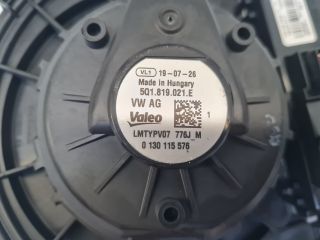 VL1 19-07-26
Made in Hungary
5Q1.819.021.E
VW AG
Valeo
1
LMTYPV07 776J_M
0 130 115 576